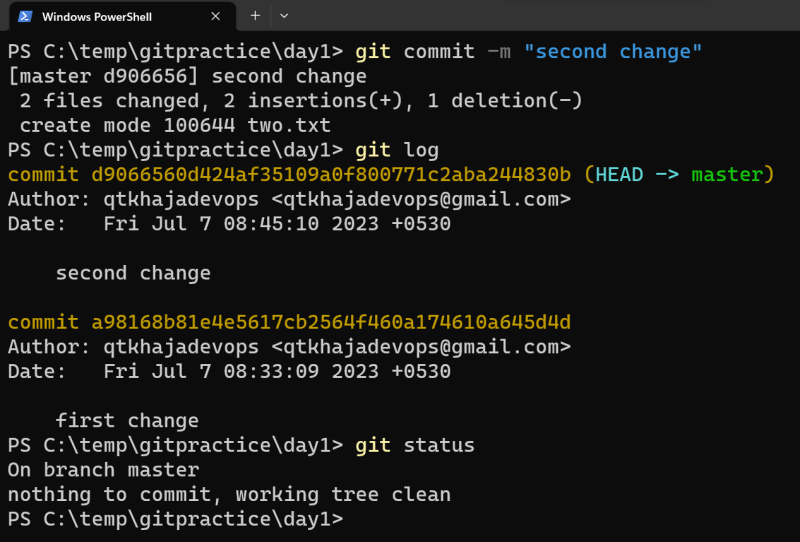 Windows PowerShell
PS C:\temp\gitpractice\day1> git commit -m "second change"
[master d906656] second change
 2 files changed, 2 insertions(+), 1 deletion(-)
 create mode 100644 two.txt
PS C:\temp\gitpractice\day1> git log
commit d9066560d424af35109a0f800771c2aba244830b (HEAD -> master)
Author: qtkhajadevops <qtkhajadevops@gmail.com>
Date:   Fri Jul 7 08:45:10 2023 +0530

    second change

commit a98168b81e4e5617cb2564f460a174610a645d4d
Author: qtkhajadevops <qtkhajadevops@gmail.com>
Date:   Fri Jul 7 08:33:09 2023 +0530

    first change
PS C:\temp\gitpractice\day1> git status
On branch master
nothing to commit, working tree clean
PS C:\temp\gitpractice\day1>